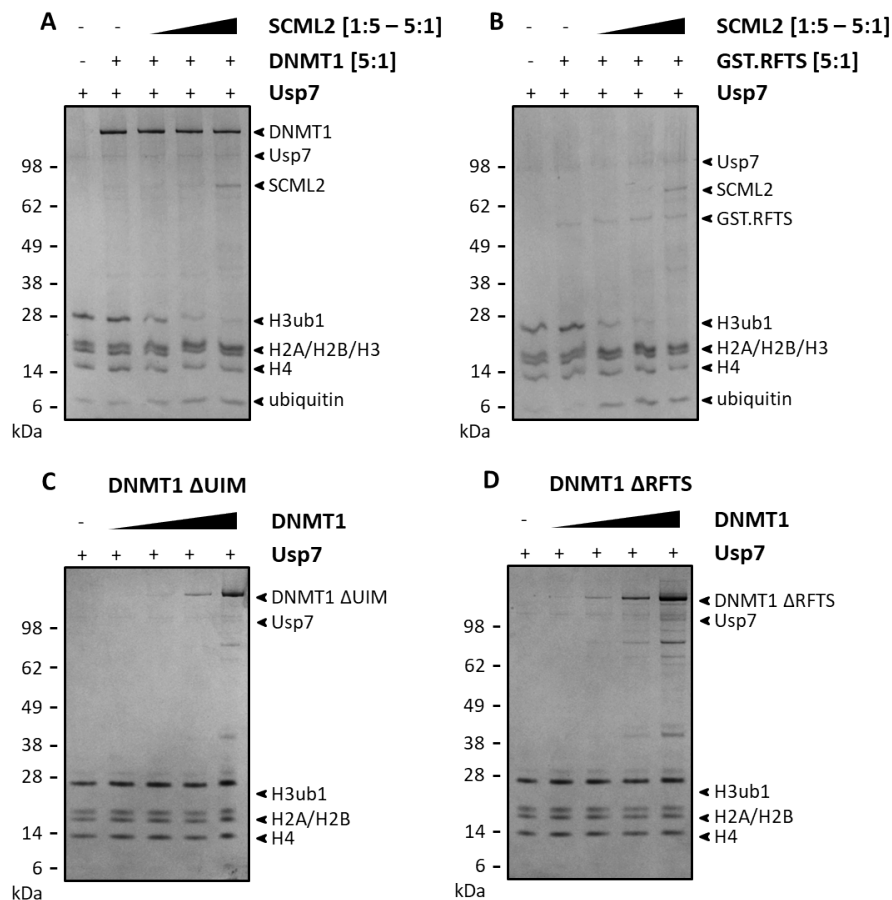 A
- - SCML2 [1:5 – 5:1]
- + + + + DNMT1 [5:1]
+ + + + + Usp7
DNMT1
Usp7
98 -
SCML2
62 -
49 -
38 -
28 -
H3ub1
H2A/H2B/H3
14 -
H4
ubiquitin
6 -
kDa
B
- - SCML2 [1:5 – 5:1]
- + + + + GST.RFTS [5:1]
+ + + + + Usp7
98 -
Usp7
SCML2
62 -
GST.RFTS
49 -
38 -
28 -
H3ub1
H2A/H2B/H3
14 -
H4
ubiquitin
6 -
kDa
C DNMT1 ΔUIM
- DNMT1
+ + + + + Usp7
DNMT1 ΔUIM
Usp7
98 -
62 -
49 -
38 -
28 -
H3ub1
H2A/H2B
14 -
H4
6 -
kDa
D DNMT1 ΔRFTS
- DNMT1
+ + + + + Usp7
DNMT1 ΔRFTS
Usp7
98 -
62 -
49 -
38 -
28 -
H3ub1
H2A/H2B
14 -
H4
6 -
kDa